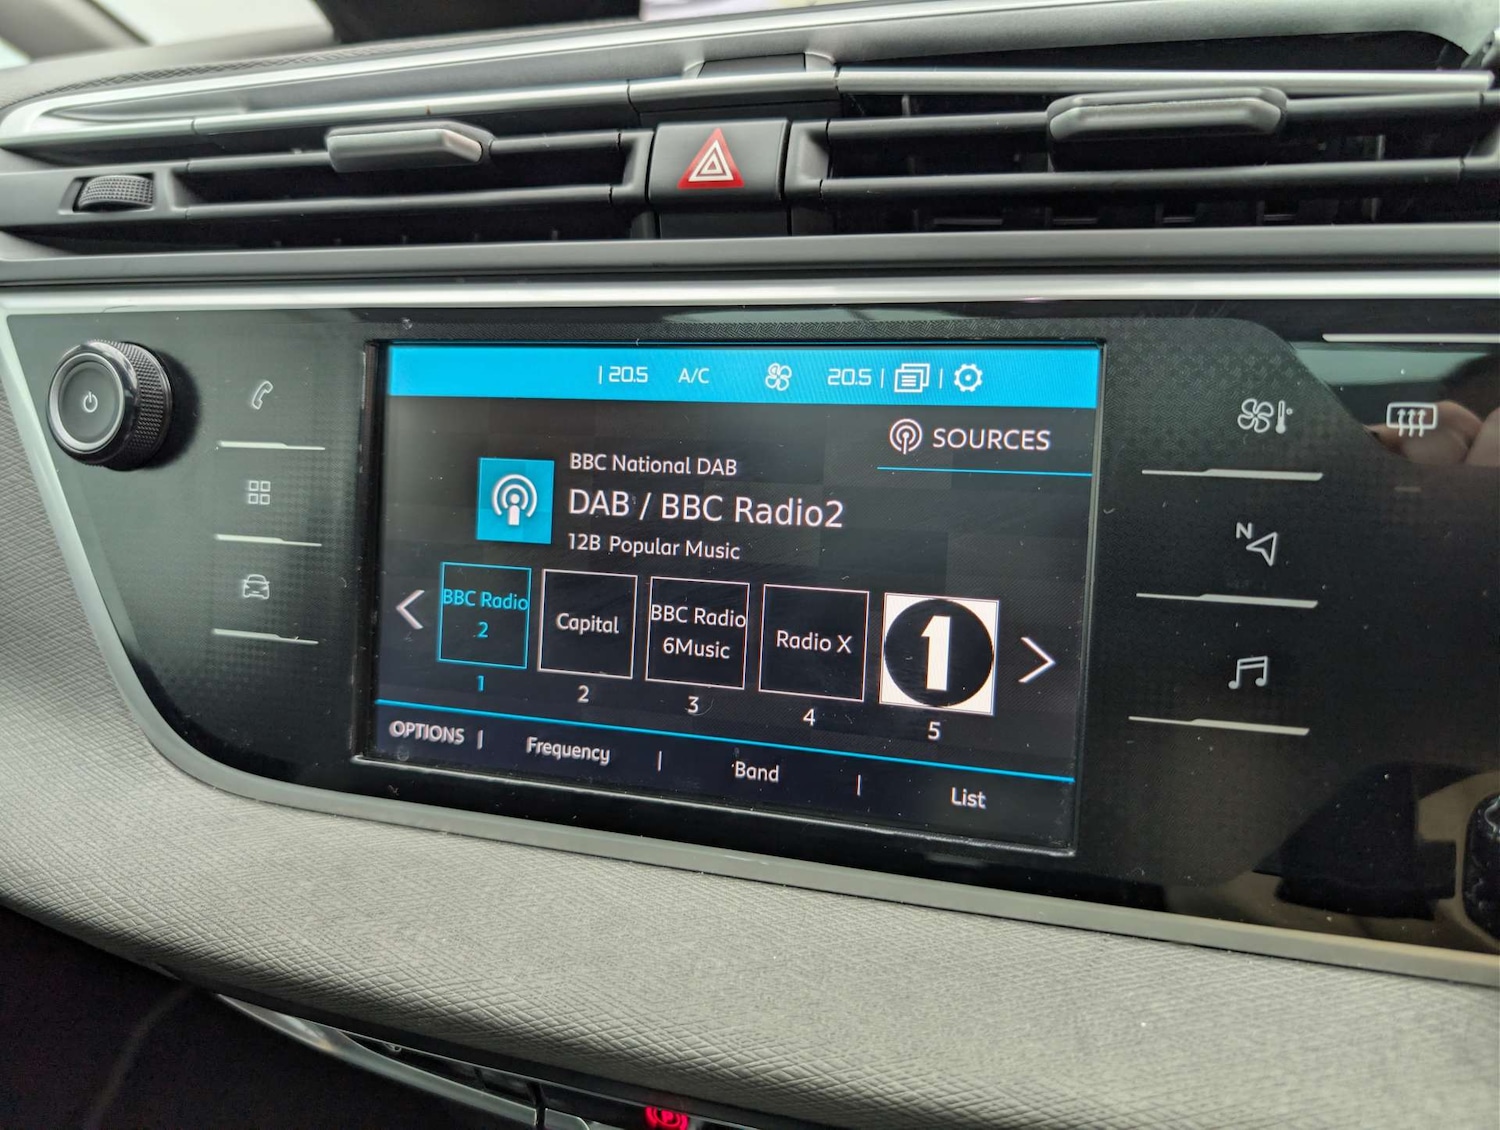 20.5 A/C 20.5
SOURCES
BBC National DAB
DAB / BBC Radio2
12B Popular Music
BBC Radio
2
Capital
BBC Radio
6Music
Radio X
1
1
2
3
4
5
OPTIONS | Frequency | Band | List
N
P